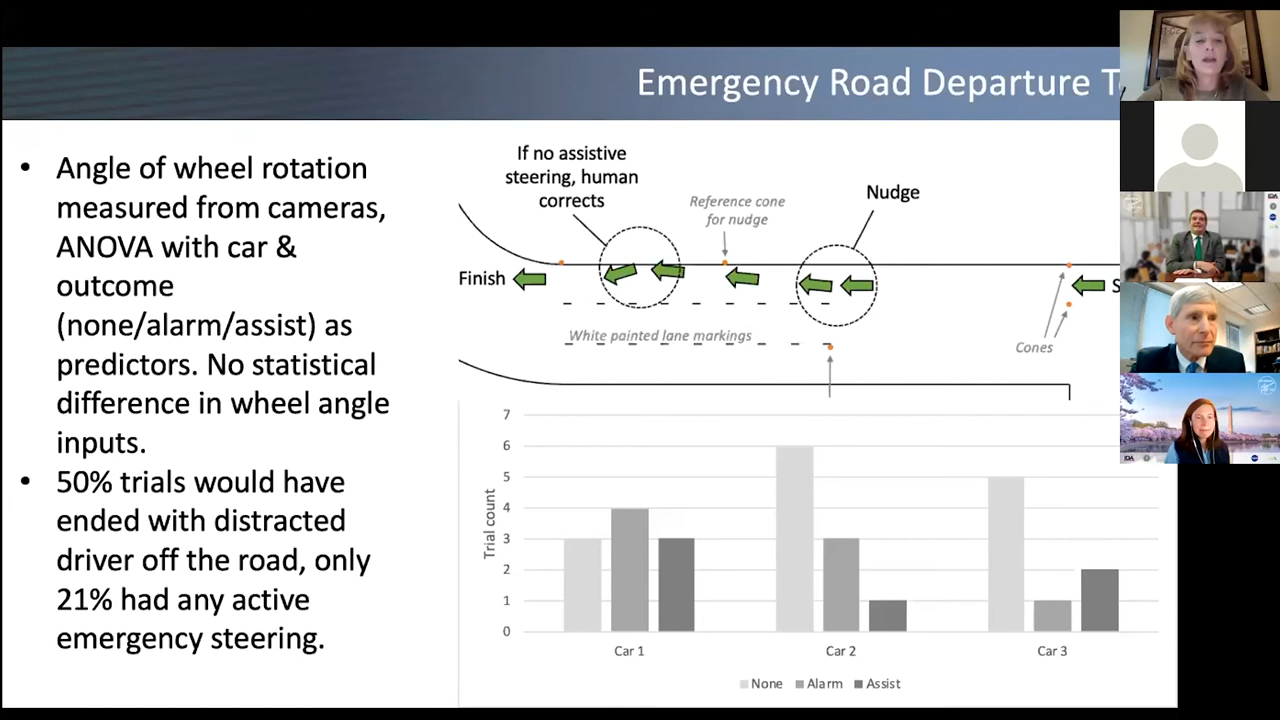 Emergency Road Departure
• Angle of wheel rotation
measured from cameras,
ANOVA with car &
outcome
(none/alarm/assist) as
predictors. No statistical
difference in wheel angle
inputs.
• 50% trials would have
ended with distracted
driver off the road, only
21% had any active
emergency steering.
If no assistive
steering, human
corrects
Reference cone
for nudge
Nudge
Finish
White painted lane markings
Cones
7
6
5
4
3
2
1
0
Trial count
Car 1
Car 2
Car 3
None
Alarm
Assist
IDA
IDA